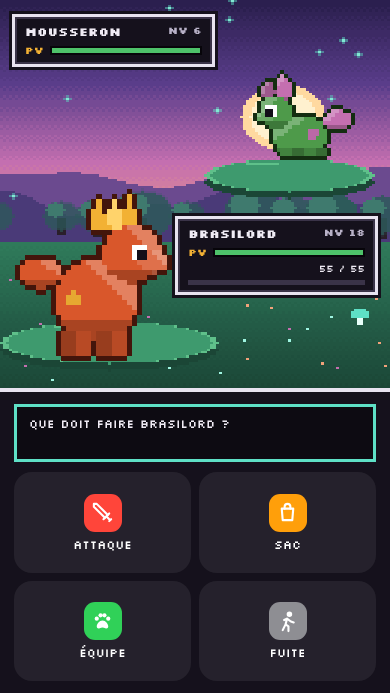 MOUSSERON NV 6
PV
BRASILORD NV 18
PV
55 / 55
QUE DOIT FAIRE BRASILORD ?
ATTAQUE
SAC
ÉQUIPE
FUITE